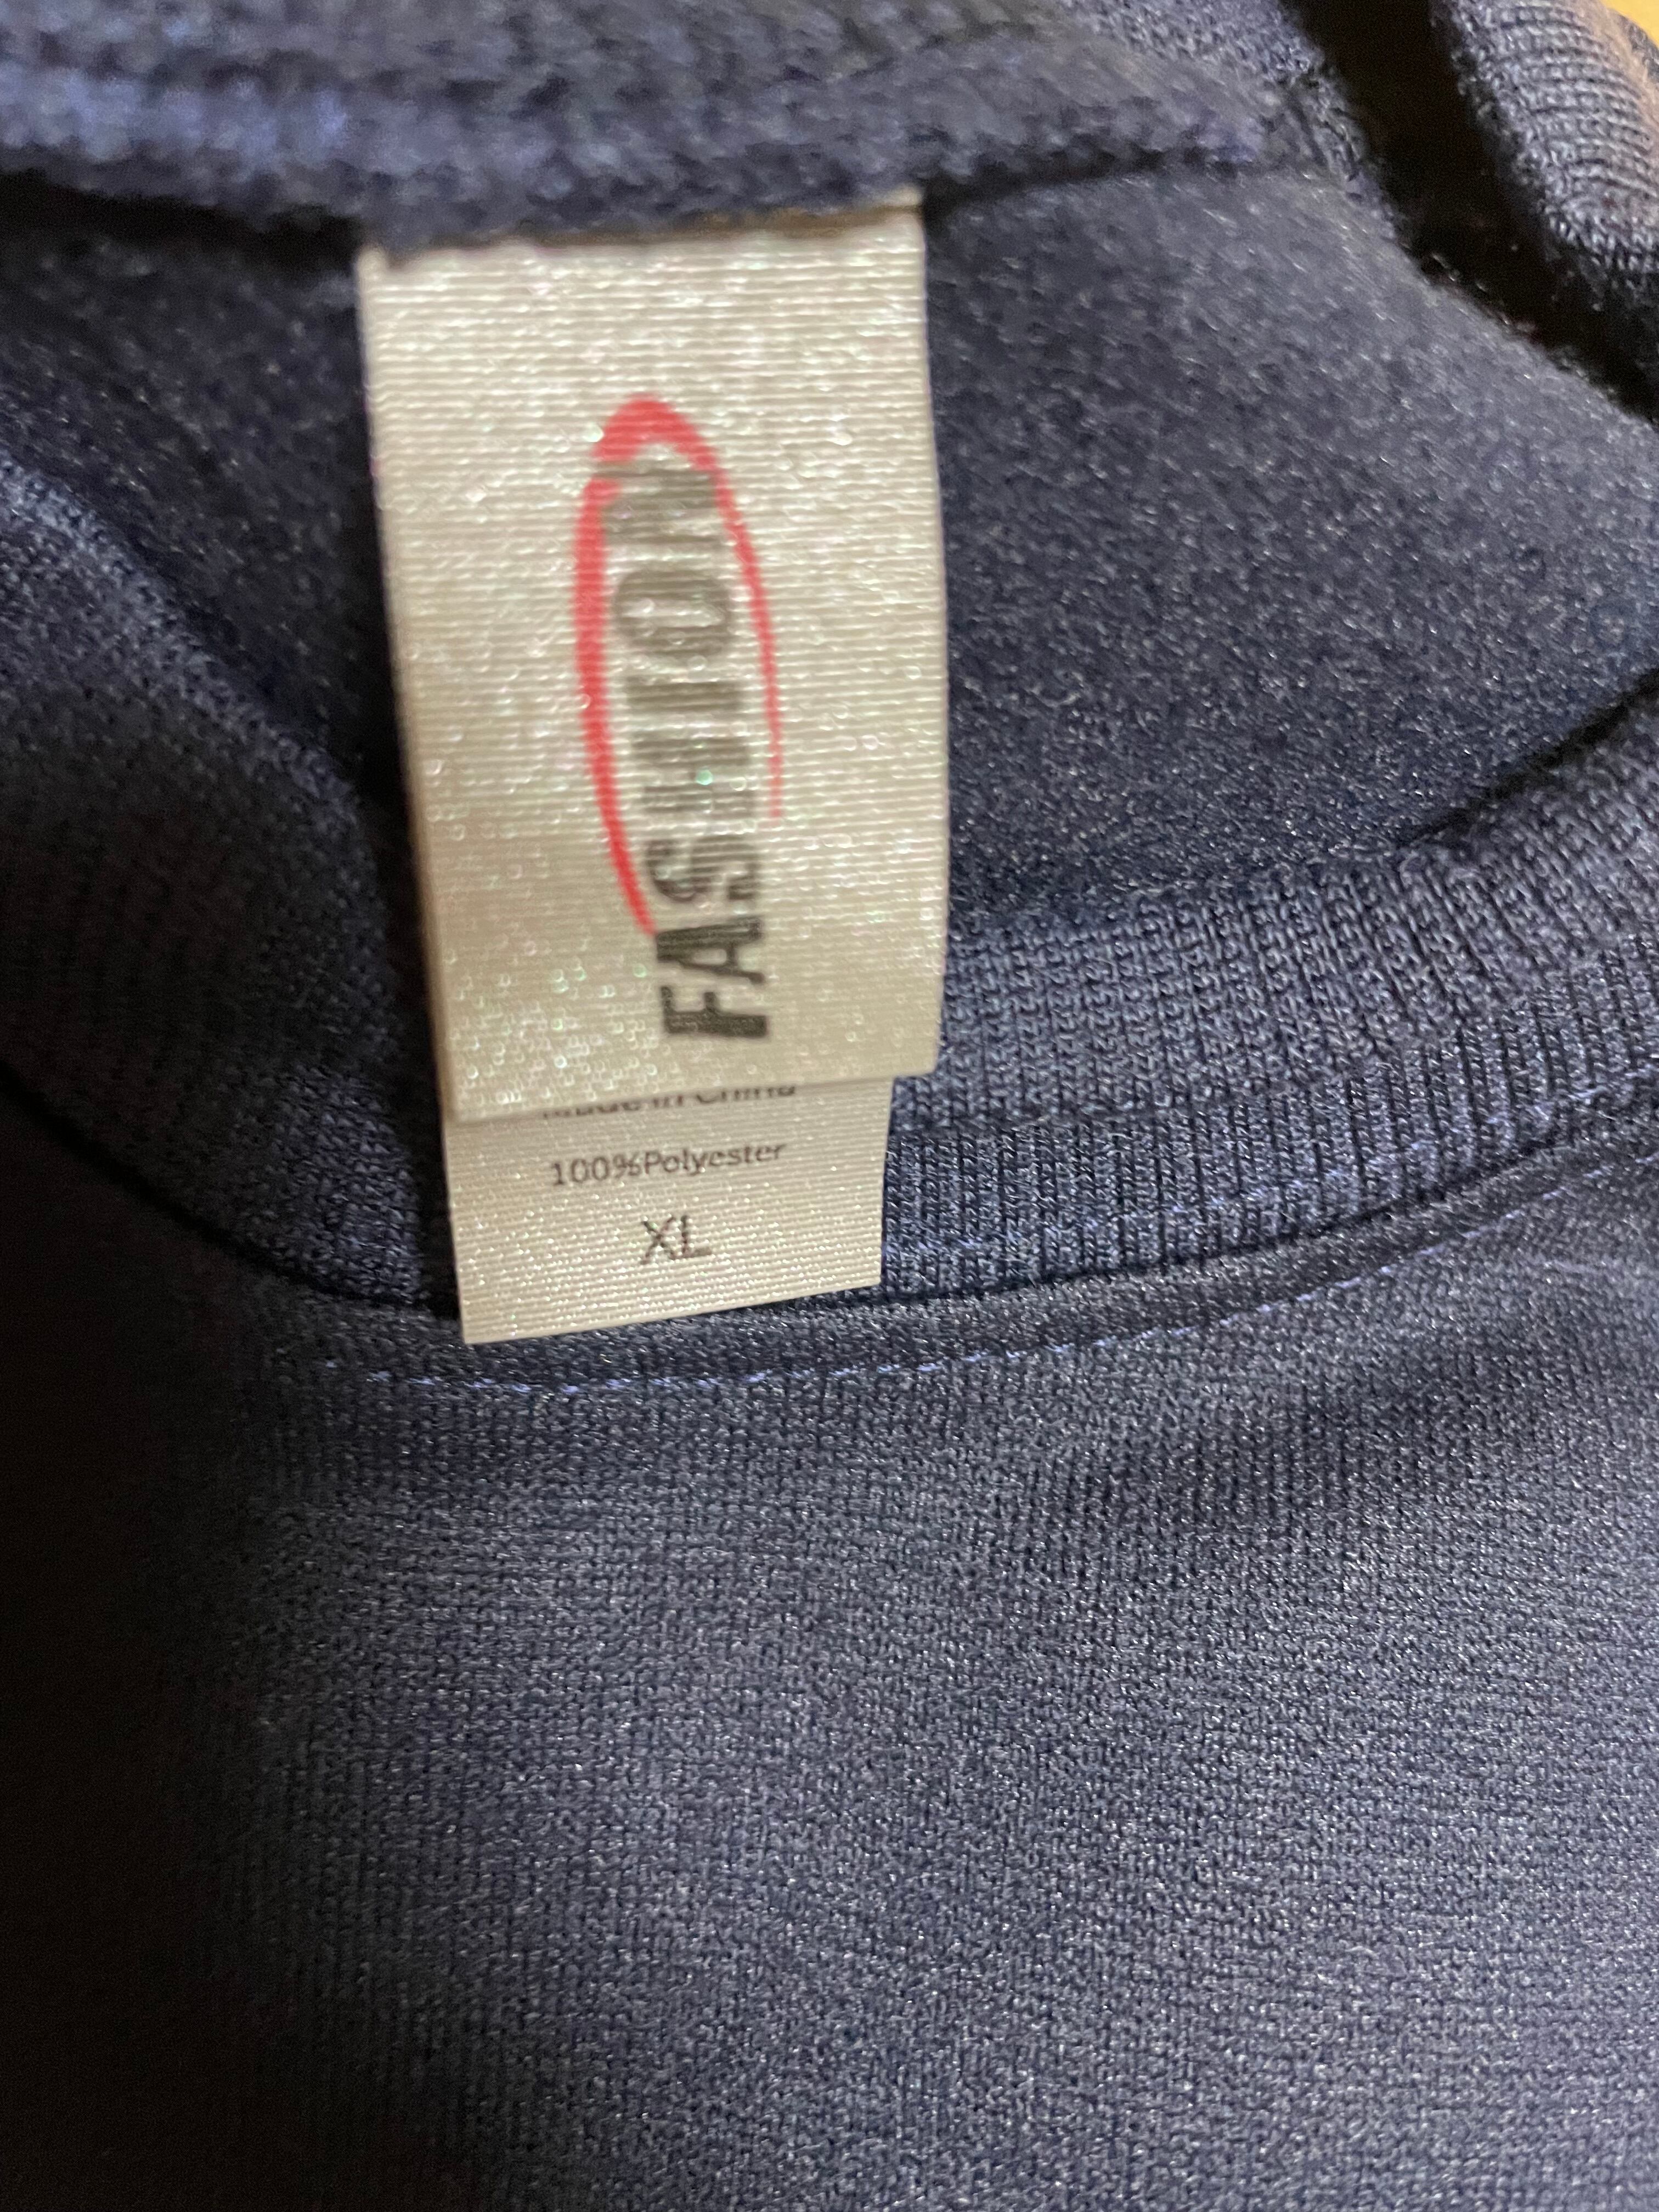 FASHION
Made in China
100%Polyester
XL